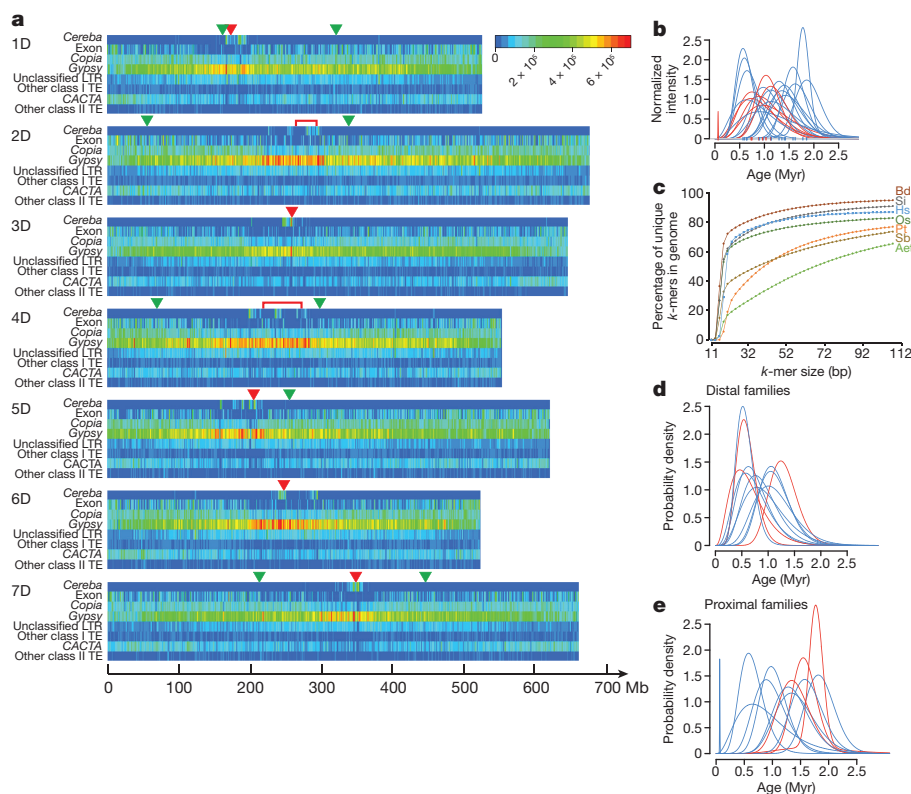 a
1D
Cereba
Exon
Copia
Gypsy
Unclassified LTR
Other class I TE
CACTA
Other class II TE
0
2 × 10⁵
4 × 10⁵
6 × 10⁵
2D
Cereba
Exon
Copia
Gypsy
Unclassified LTR
Other class I TE
CACTA
Other class II TE
3D
Cereba
Exon
Copia
Gypsy
Unclassified LTR
Other class I TE
CACTA
Other class II TE
4D
Cereba
Exon
Copia
Gypsy
Unclassified LTR
Other class I TE
CACTA
Other class II TE
5D
Cereba
Exon
Copia
Gypsy
Unclassified LTR
Other class I TE
CACTA
Other class II TE
6D
Cereba
Exon
Copia
Gypsy
Unclassified LTR
Other class I TE
CACTA
Other class II TE
7D
Cereba
Exon
Copia
Gypsy
Unclassified LTR
Other class I TE
CACTA
Other class II TE
0 100 200 300 400 500 600 700 Mb
b
Normalized intensity
2.5
2.0
1.5
1.0
0.5
0
0 0.5 1.0 1.5 2.0 2.5
Age (Myr)
c
Percentage of unique k-mers in genome
100
80
60
40
20
0
Bd
Si
Hs
Os
Pt
Sb
Aet
11 32 52 72 92 112
k-mer size (bp)
d
Distal families
Probability density
2.5
2.0
1.5
1.0
0.5
0
0 0.5 1.0 1.5 2.0 2.5
Age (Myr)
e
Proximal families
Probability density
2.5
2.0
1.5
1.0
0.5
0
0 0.5 1.0 1.5 2.0 2.5
Age (Myr)